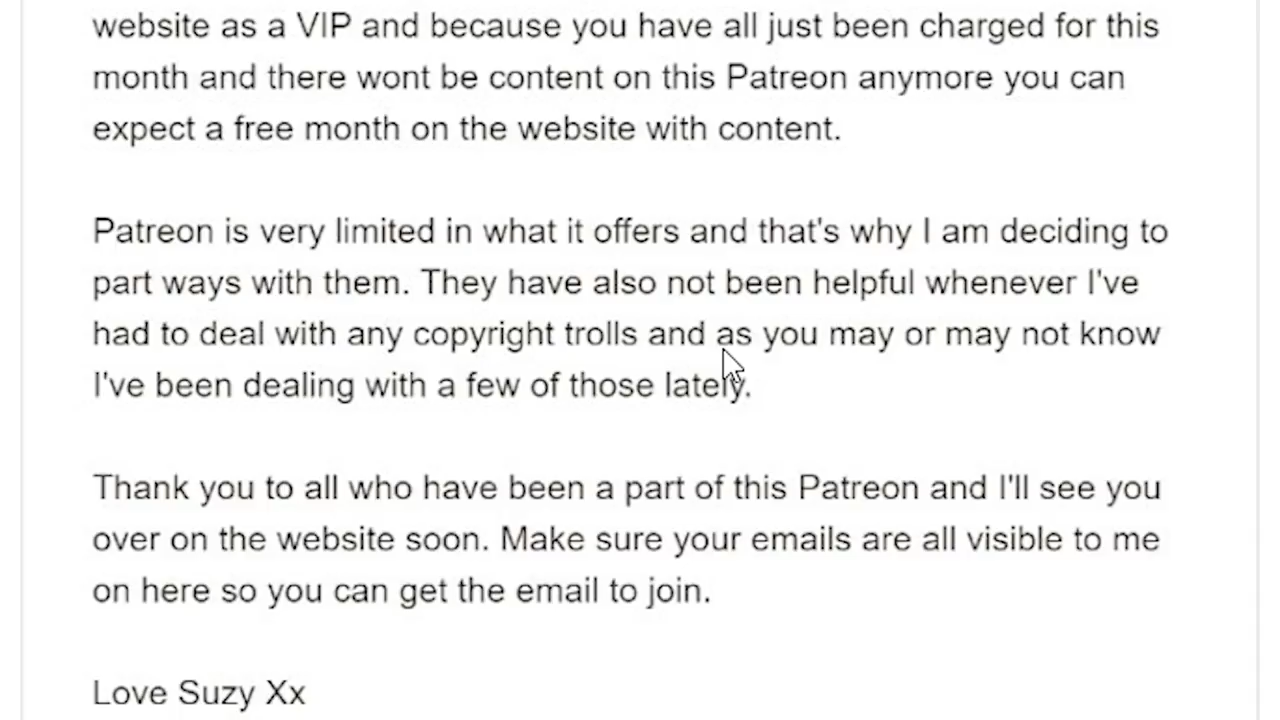 website as a VIP and because you have all just been charged for this
month and there wont be content on this Patreon anymore you can
expect a free month on the website with content.
Patreon is very limited in what it offers and that's why I am deciding to
part ways with them. They have also not been helpful whenever I've
had to deal with any copyright trolls and as you may or may not know
I've been dealing with a few of those lately.
Thank you to all who have been a part of this Patreon and I'll see you
over on the website soon. Make sure your emails are all visible to me
on here so you can get the email to join.
Love Suzy Xx